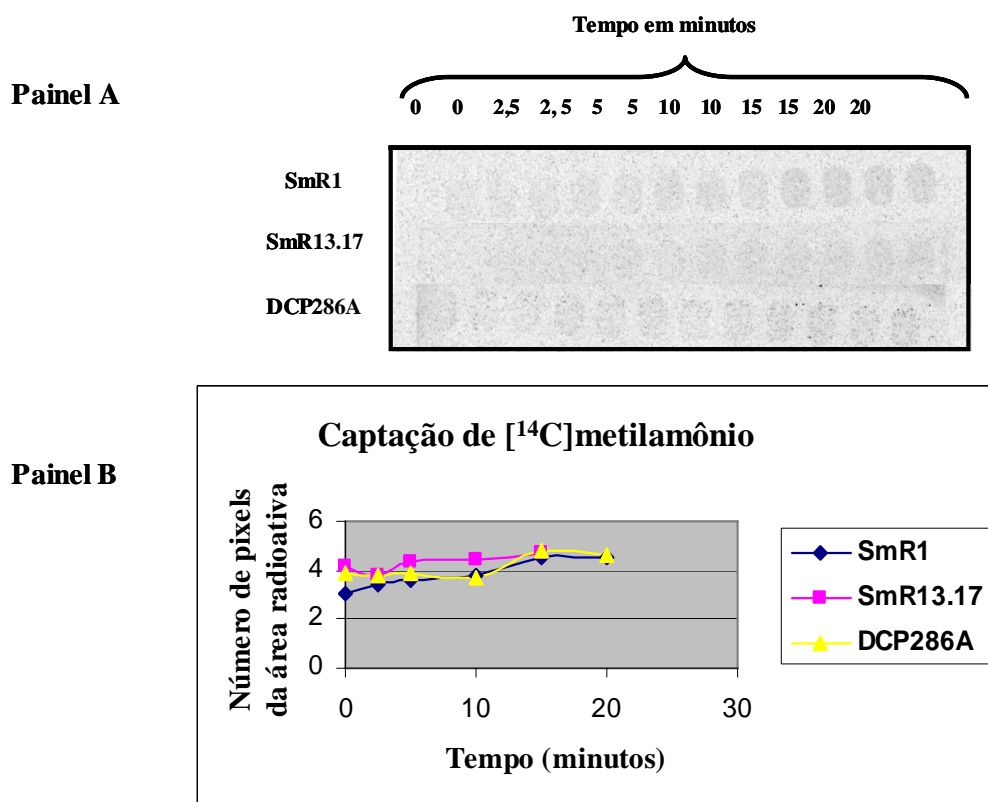 Tempo em minutos
Painel A
0 0 2,5 2,5 5 5 10 10 15 15 20 20
SmR1
SmR13.17
DCP286A
Captação de [¹⁴C]metilamônio
Painel B
Número de pixels
da área radioativa
6
4
2
0
0 10 20 30
Tempo (minutos)
SmR1
SmR13.17
DCP286A